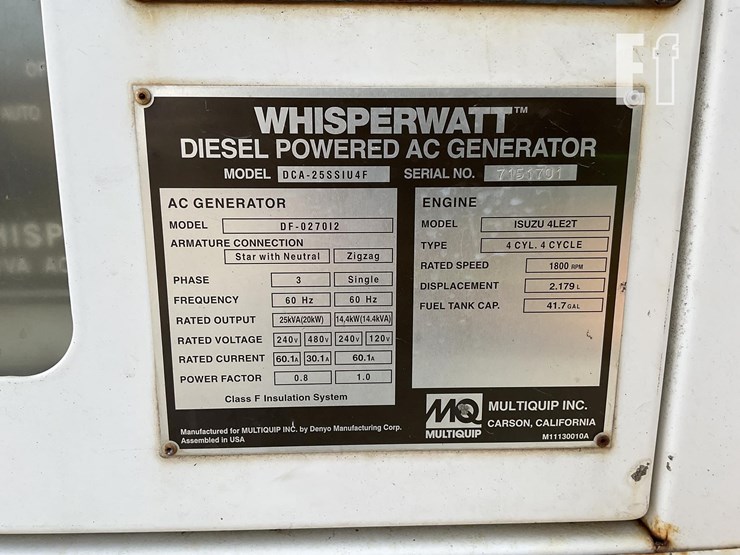 Ff
AUTO
WHISPERWATT™
DIESEL POWERED AC GENERATOR
MODEL DCA-25SSIU4F SERIAL NO. 7151791
AC GENERATOR
MODEL DF-0270I2
ARMATURE CONNECTION
Star with Neutral Zigzag
PHASE 3 Single
FREQUENCY 60 Hz 60 Hz
RATED OUTPUT 25kVA(20kW) 14,4kW(14.4kVA)
RATED VOLTAGE 240V 480V 240V 120V
RATED CURRENT 60.1A 30.1A 60.1A
POWER FACTOR 0.8 1.0
Class F Insulation System
Manufactured for MULTIQUIP INC. by Denyo Manufacturing Corp.
Assembled in USA
ENGINE
MODEL ISUZU 4LE2T
TYPE 4 CYL. 4 CYCLE
RATED SPEED 1800 RPM
DISPLACEMENT 2.179 L
FUEL TANK CAP. 41.7 GAL
MQ
MULTIQUIP
MULTIQUIP INC.
CARSON, CALIFORNIA
M11130010A